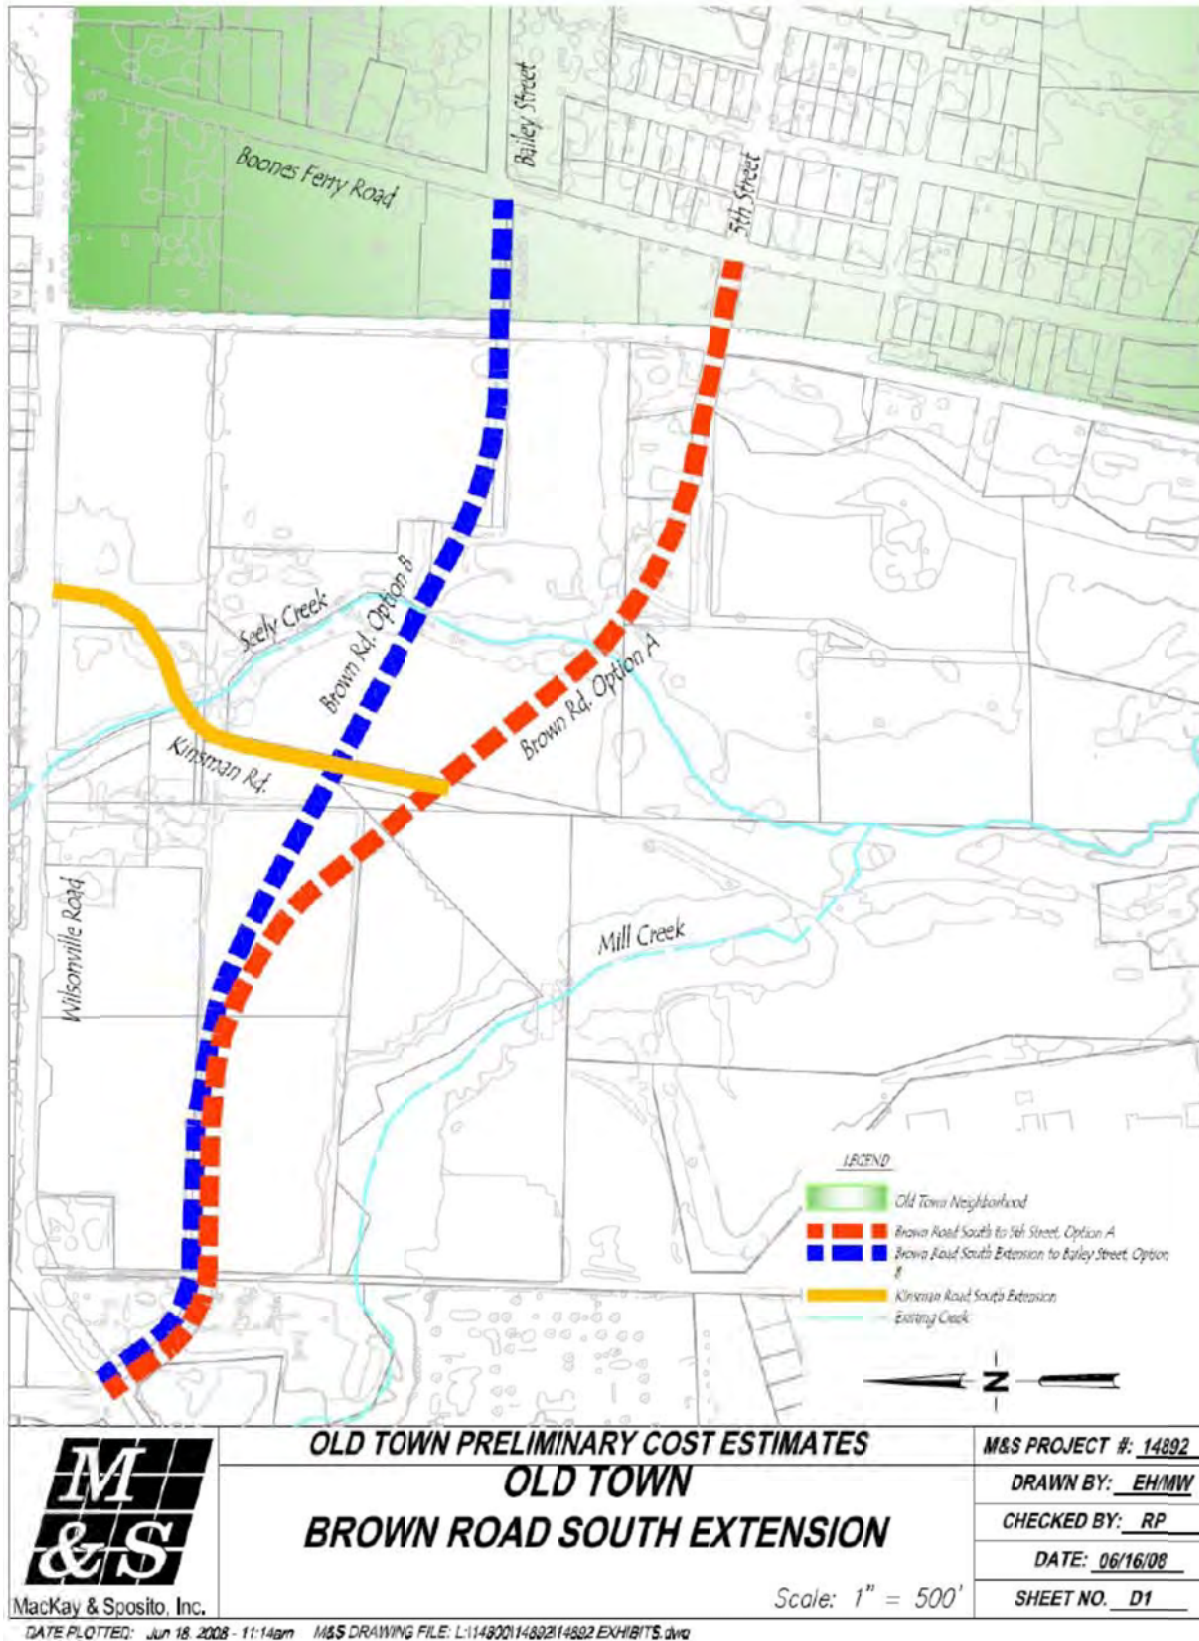 Boones Ferry Road
Bailey Street
5th Street
Seely Creek
Brown Rd. Option B
Brown Rd. Option A
Kinsman Rd.
Wilsonville Road
Mill Creek
LEGEND
Old Town Neighborhood
Brown Road South to 5th Street, Option A
Brown Road South Extension to Bailey Street, Option
B
Kinsman Road South Extension
Existing Creek
N
M
&S
MacKay & Sposito, Inc.
OLD TOWN PRELIMINARY COST ESTIMATES
OLD TOWN
BROWN ROAD SOUTH EXTENSION
Scale: 1" = 500'
M&S PROJECT #: 14892
DRAWN BY: EH/MW
CHECKED BY: RP
DATE: 06/16/08
SHEET NO. D1
DATE PLOTTED: Jun 18, 2008 - 11:14am M&S DRAWING FILE: L:\14800\14892\14892 EXHIBITS.dwg